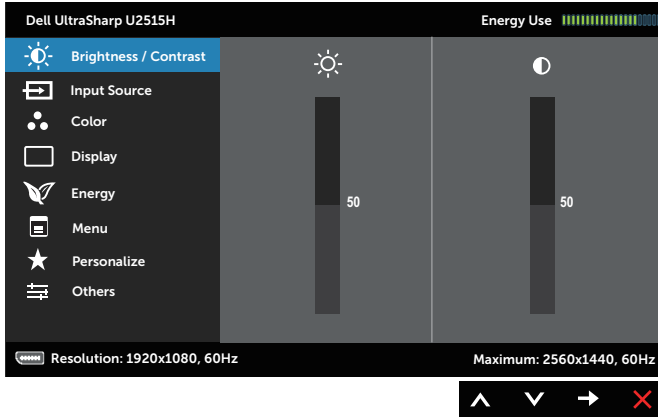 Dell UltraSharp U2515H
Energy Use
Brightness / Contrast
Input Source
Color
Display
Energy
Menu
Personalize
Others
50
50
Resolution: 1920x1080, 60Hz
Maximum: 2560x1440, 60Hz